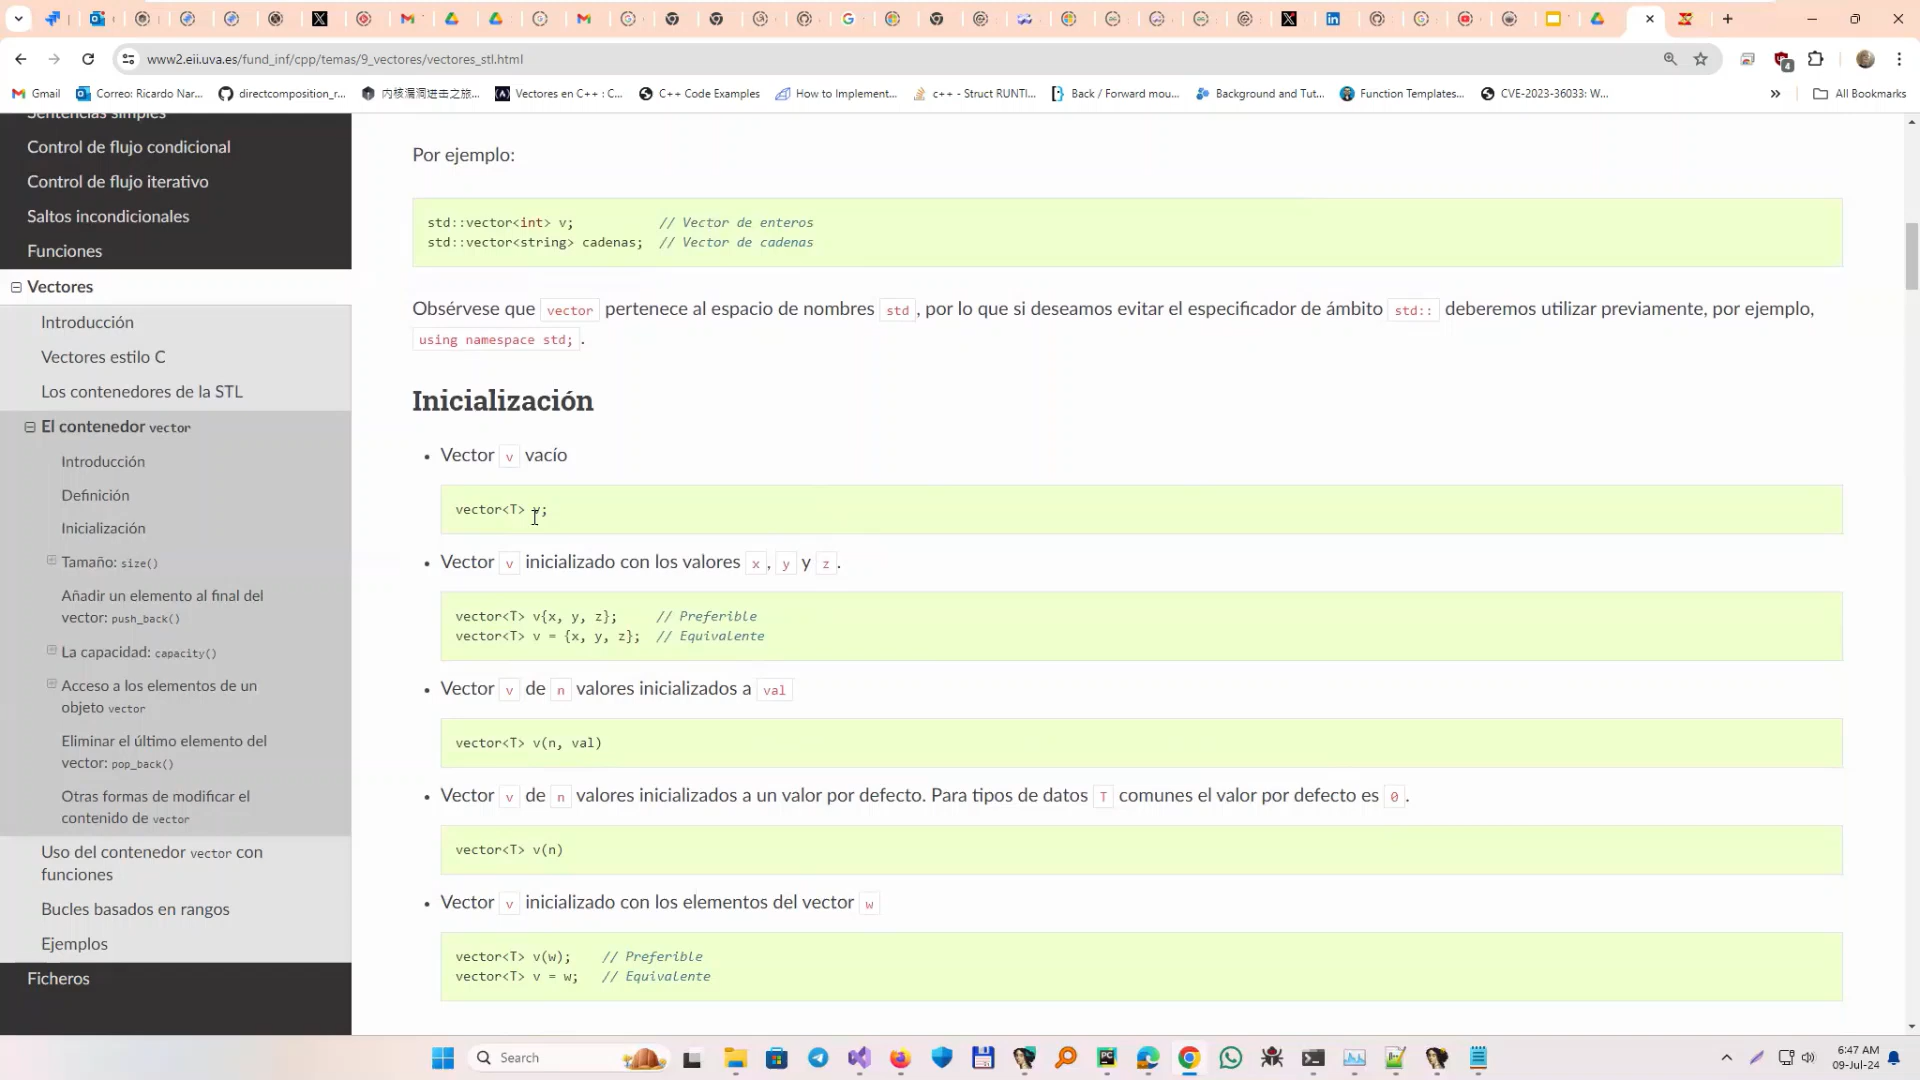 www2.eii.uva.es/fund_inf/cpp/temas/9_vectores/vectores_stl.html
4
Gmail
Correo: Ricardo Nar...
directcomposition_r...
内核漏洞进击之旅...
Vectores en C++ : C...
C++ Code Examples
How to Implement...
c++ - Struct RUNTI...
Back / Forward mou...
Background and Tut...
Function Templates...
CVE-2023-36033: W...
»
All Bookmarks
Sentencias simples
Control de flujo condicional
Control de flujo iterativo
Saltos incondicionales
Funciones
Vectores
Introducción
Vectores estilo C
Los contenedores de la STL
El contenedor vector
Introducción
Definición
Inicialización
Tamaño: size()
Añadir un elemento al final del
vector: push_back()
La capacidad: capacity()
Acceso a los elementos de un
objeto vector
Eliminar el último elemento del
vector: pop_back()
Otras formas de modificar el
contenido de vector
Uso del contenedor vector con
funciones
Bucles basados en rangos
Ejemplos
Ficheros
Por ejemplo:
std::vector<int> v; // Vector de enteros
std::vector<string> cadenas; // Vector de cadenas
Obsérvese que vector pertenece al espacio de nombres std, por lo que si deseamos evitar el especificador de ámbito std:: deberemos utilizar previamente, por ejemplo,
using namespace std; .
Inicialización
• Vector v vacío
vector<T> v;
• Vector v inicializado con los valores x, y y z.
vector<T> v{x, y, z}; // Preferible
vector<T> v = {x, y, z}; // Equivalente
• Vector v de n valores inicializados a val
vector<T> v(n, val)
• Vector v de n valores inicializados a un valor por defecto. Para tipos de datos T comunes el valor por defecto es 0.
vector<T> v(n)
• Vector v inicializado con los elementos del vector w
vector<T> v(w); // Preferible
vector<T> v = w; // Equivalente
Search
6:47 AM
09-Jul-24